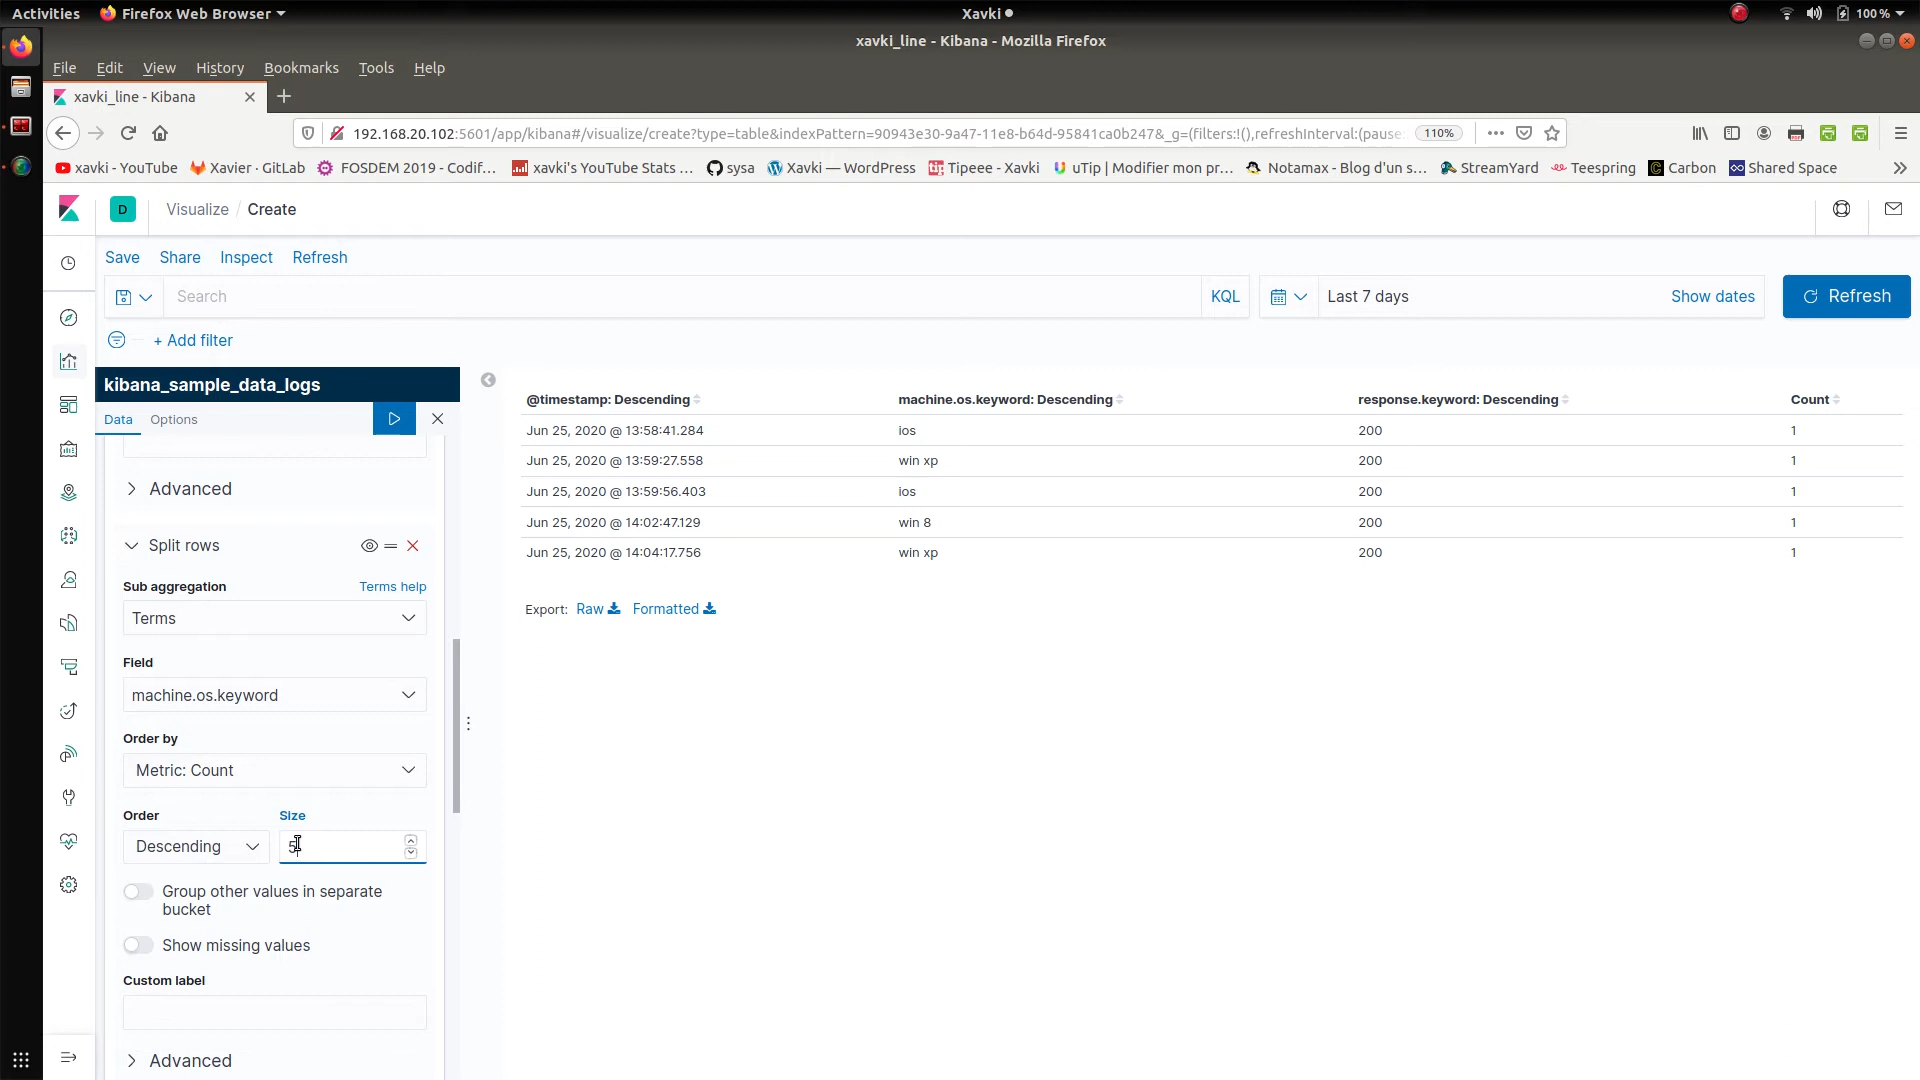 Activities
Firefox Web Browser
Xavki
100 %
xavki_line - Kibana - Mozilla Firefox
File Edit View History Bookmarks Tools Help
xavki_line - Kibana
192.168.20.102:5601/app/kibana#/visualize/create?type=table&indexPattern=90943e30-9a47-11e8-b64d-95841ca0b247&_g=(filters:!(),refreshInterval:(pause:
110%
xavki - YouTube
Xavier · GitLab
FOSDEM 2019 - Codif...
xavki's YouTube Stats ...
sysa
Xavki — WordPress
Tipeee - Xavki
uTip | Modifier mon pr...
Notamax - Blog d'un s...
StreamYard
Teespring
Carbon
Shared Space
D
Visualize / Create
Save Share Inspect Refresh
Search
KQL
Last 7 days
Show dates
Refresh
+ Add filter
kibana_sample_data_logs
Data Options
Advanced
Split rows
Sub aggregation
Terms help
Terms
Field
machine.os.keyword
Order by
Metric: Count
Order Size
Descending 5
Group other values in separate
bucket
Show missing values
Custom label
Advanced
@timestamp: Descending machine.os.keyword: Descending response.keyword: Descending Count
Jun 25, 2020 @ 13:58:41.284 ios 200 1
Jun 25, 2020 @ 13:59:27.558 win xp 200 1
Jun 25, 2020 @ 13:59:56.403 ios 200 1
Jun 25, 2020 @ 14:02:47.129 win 8 200 1
Jun 25, 2020 @ 14:04:17.756 win xp 200 1
Export: Raw Formatted